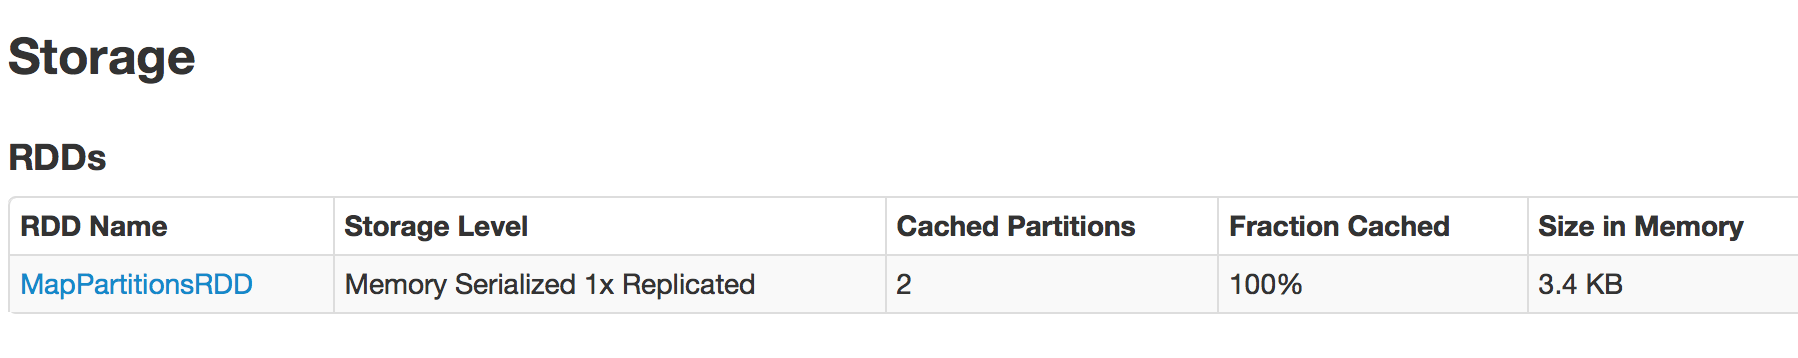 Storage
RDDs
RDD Name Storage Level Cached Partitions Fraction Cached Size in Memory
MapPartitionsRDD Memory Serialized 1x Replicated 2 100% 3.4 KB